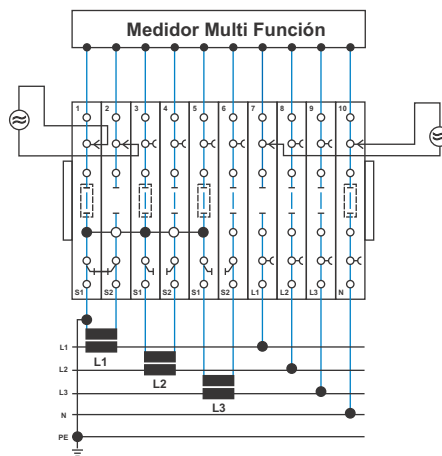 Medidor Multi Función
1 2 3 4 5 6 7 8 9 10
S1 S2 S1 S2 S1 S2 L1 L2 L3 N
L1
L1
L2
L2
L3
L3
N
PE